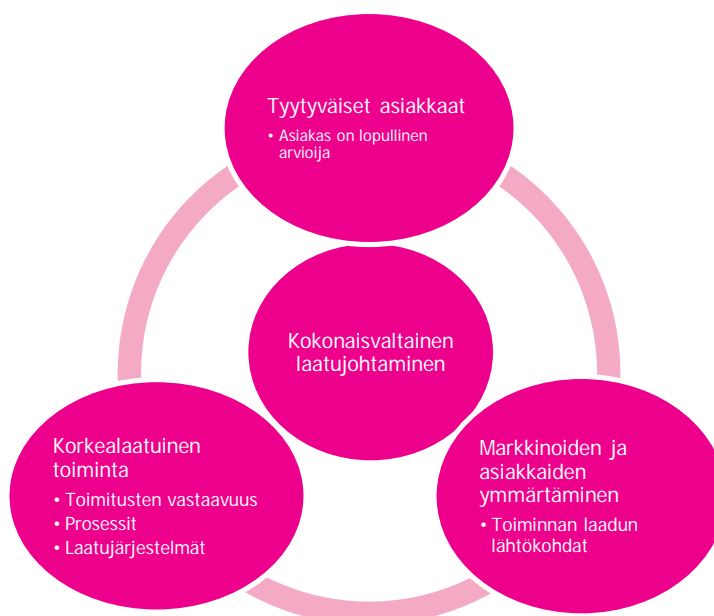 Tyytyväiset asiakkaat
• Asiakas on lopullinen
arvioija
Kokonaisvaltainen
laatujohtaminen
Korkealaatuinen
toiminta
• Toimitusten vastaavuus
• Prosessit
• Laatujärjestelmät
Markkinoiden ja
asiakkaiden
ymmärtäminen
• Toiminnan laadun
lähtökohdat